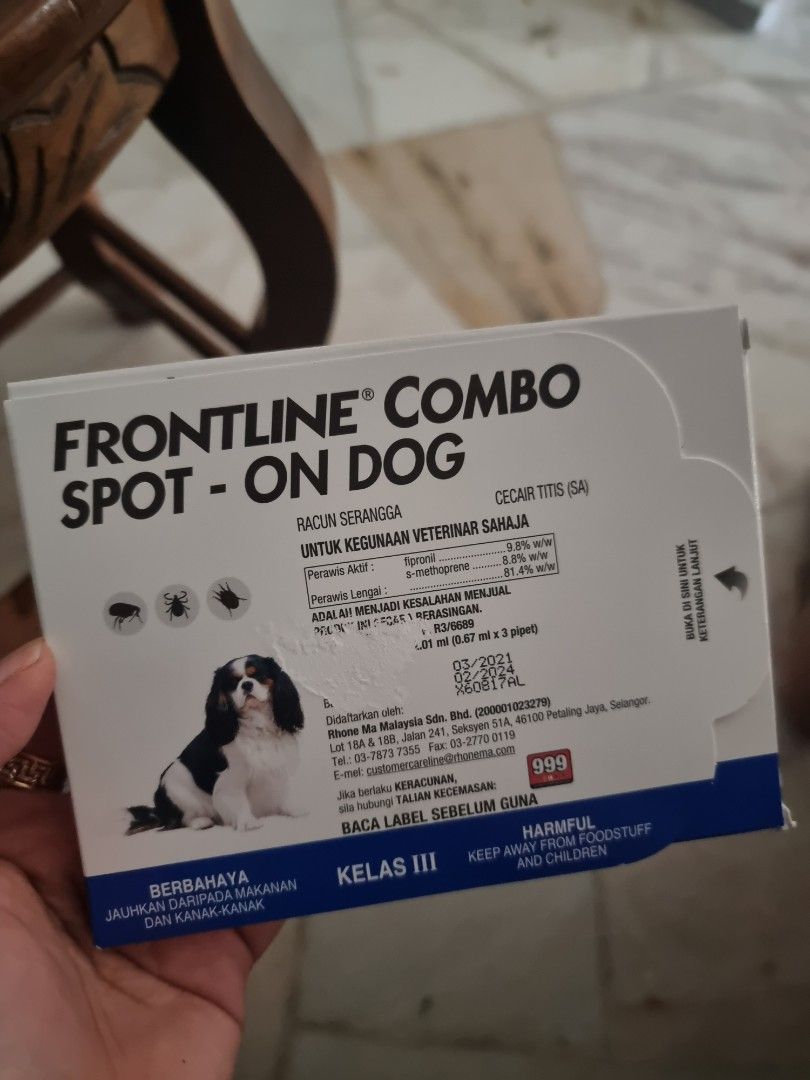 FRONTLINE® COMBO
SPOT - ON DOG
RACUN SERANGGA
CECAIR TITIS (SA)
UNTUK KEGUNAAN VETERINAR SAHAJA
Perawis Aktif : fipronil ........................ 9.8% w/w
s-methoprene .......... 8.8% w/w
Perawis Lengai : ................................ 81.4% w/w
ADALAH MENJADI KESALAHAN MENJUAL
INI BERASINGAN.
R3/6689
.01 ml (0.67 ml x 3 pipet)
03/2021
02/2024
X60817AL
Didaftarkan oleh:
Rhone Ma Malaysia Sdn. Bhd. (200001023279)
Lot 18A & 18B, Jalan 241, Seksyen 51A, 46100 Petaling Jaya, Selangor.
Tel.: 03-7873 7355 Fax: 03-2770 0119
E-mel: customercareline@rhonema.com
Jika berlaku KERACUNAN,
sila hubungi TALIAN KECEMASAN:
999
BACA LABEL SEBELUM GUNA
BUKA DI SINI UNTUK
KETERANGAN LANJUT
BERBAHAYA
JAUHKAN DARIPADA MAKANAN
DAN KANAK-KANAK
KELAS III
HARMFUL
KEEP AWAY FROM FOODSTUFF
AND CHILDREN